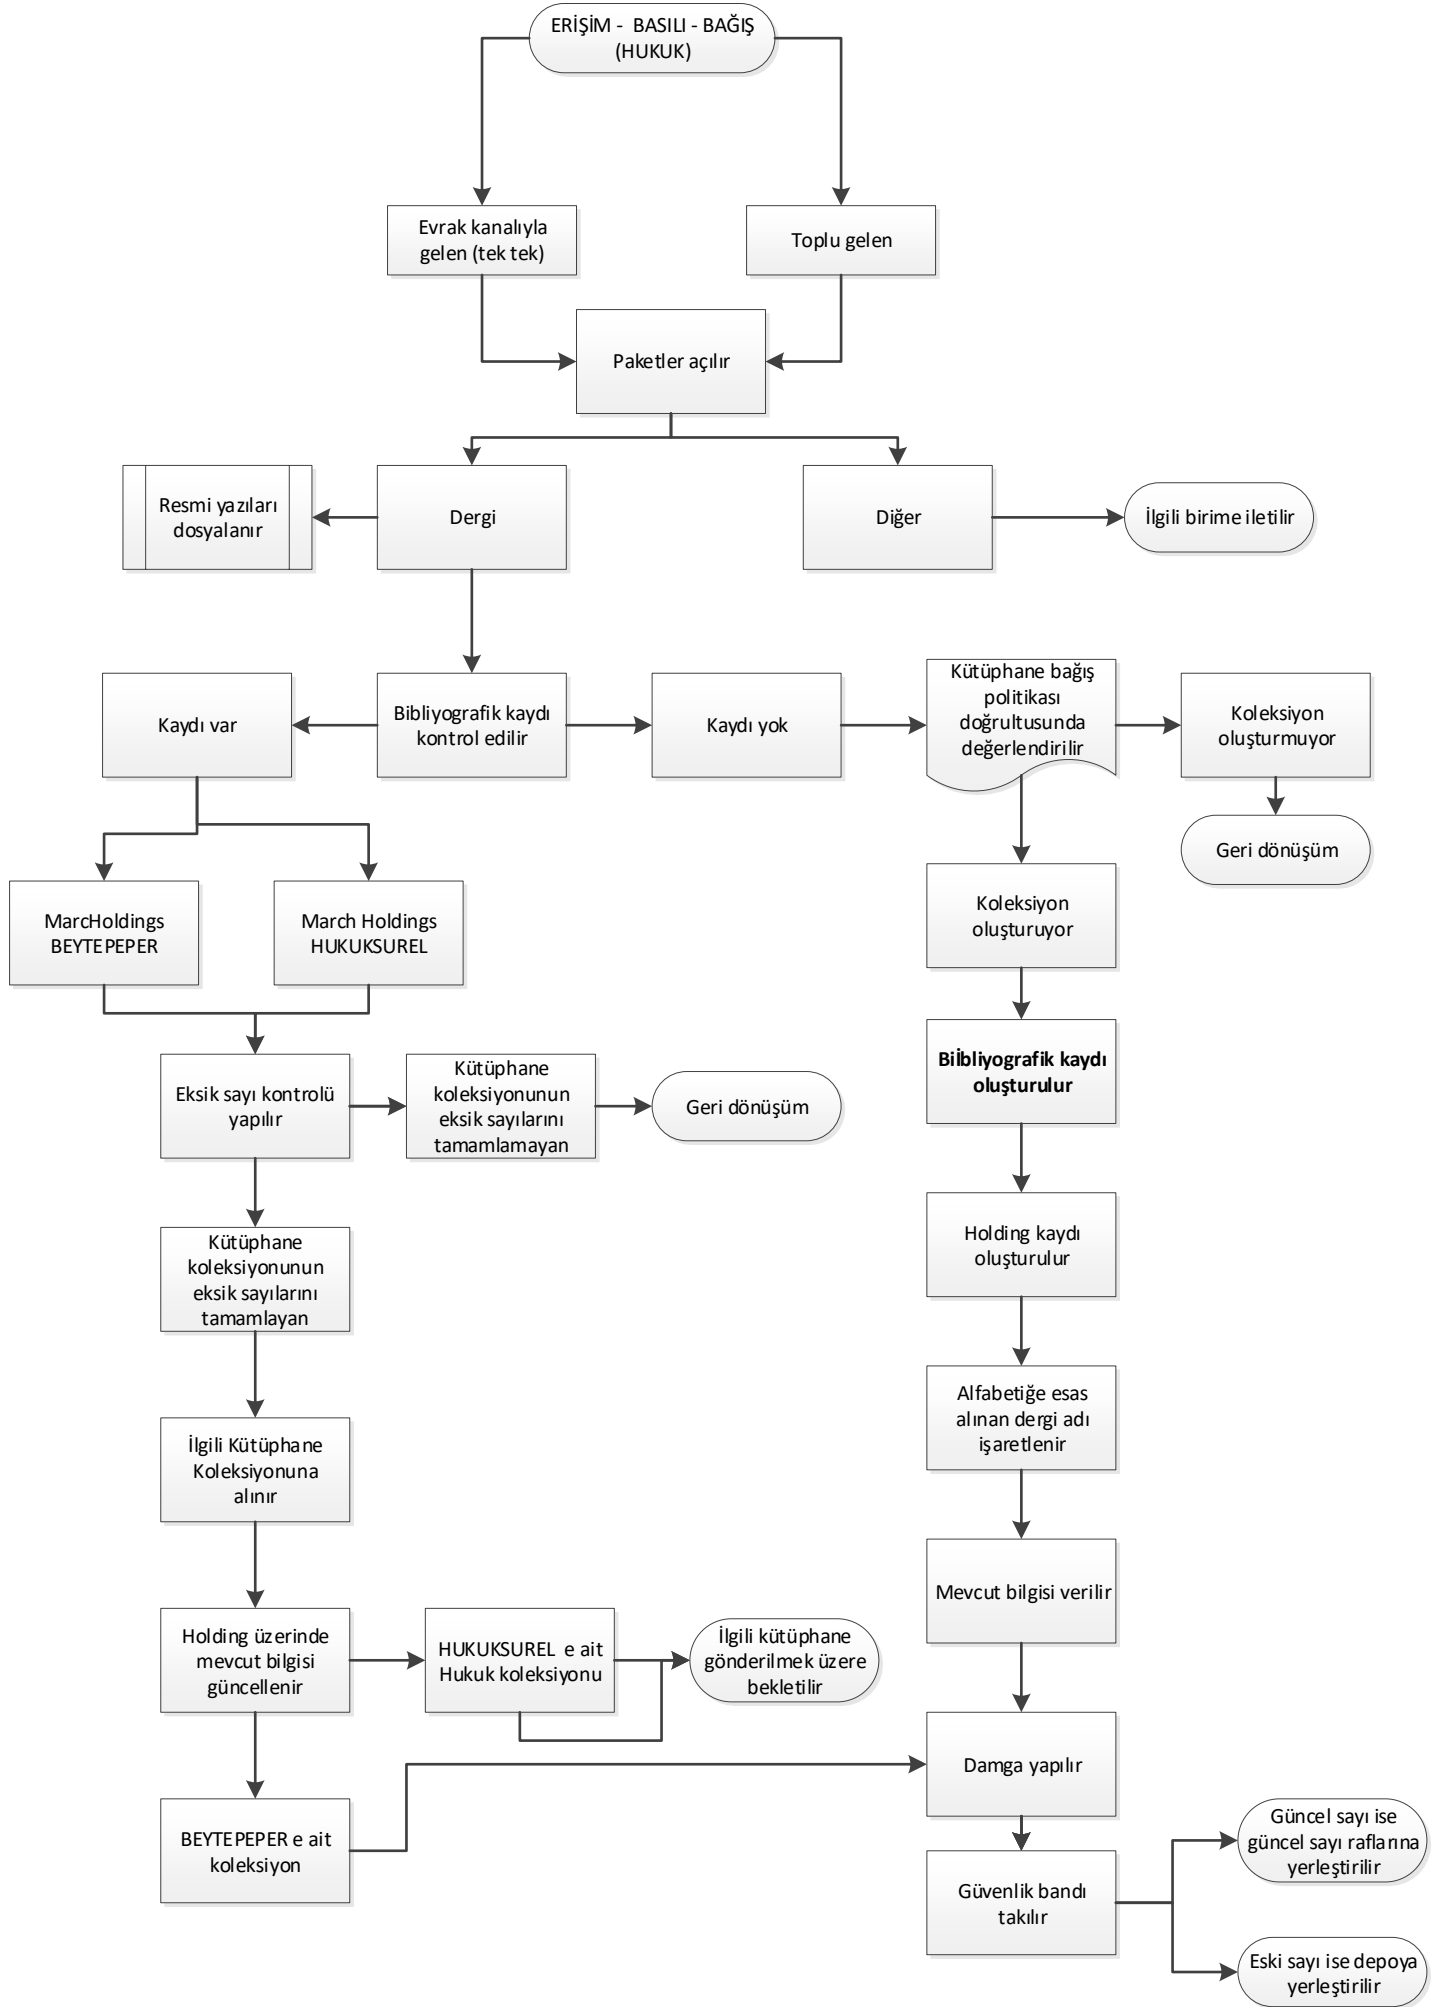 ERİŞİM - BASILI - BAĞIŞ
(HUKUK)
Evrak kanalıyla
gelen (tek tek)
Toplu gelen
Paketler açılır
Resmi yazıları
dosyalanır
Dergi
Diğer
İlgili birime iletilir
Kaydı var
Bibliyografik kaydı
kontrol edilir
Kaydı yok
Kütüphane bağış
politikası
doğrultusunda
değerlendirilir
Koleksiyon
oluşturmuyor
Geri dönüşüm
MarcHoldings
BEYTEPEPER
March Holdings
HUKUKSUREL
Koleksiyon
oluşturuyor
Biİbliyografik kaydı
oluşturulur
Eksik sayı kontrolü
yapılır
Kütüphane
koleksiyonunun
eksik sayılarını
tamamlamayan
Geri dönüşüm
Holding kaydı
oluşturulur
Kütüphane
koleksiyonunun
eksik sayılarını
tamamlayan
Alfabetiğe esas
alınan dergi adı
işaretlenir
İlgili Kütüphane
Koleksiyonuna
alınır
Mevcut bilgisi verilir
Holding üzerinde
mevcut bilgisi
güncellenir
HUKUKSUREL e ait
Hukuk koleksiyonu
İlgili kütüphane
gönderilmek üzere
bekletilir
Damga yapılır
BEYTEPEPER e ait
koleksiyon
Güvenlik bandı
takılır
Güncel sayı ise
güncel sayı raflarına
yerleştirilir
Eski sayı ise depoya
yerleştirilir